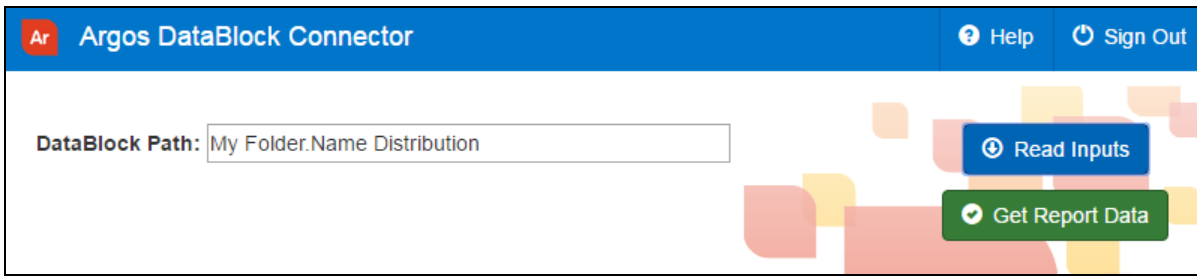 Ar Argos DataBlock Connector Help Sign Out
DataBlock Path: My Folder.Name Distribution
Read Inputs
Get Report Data